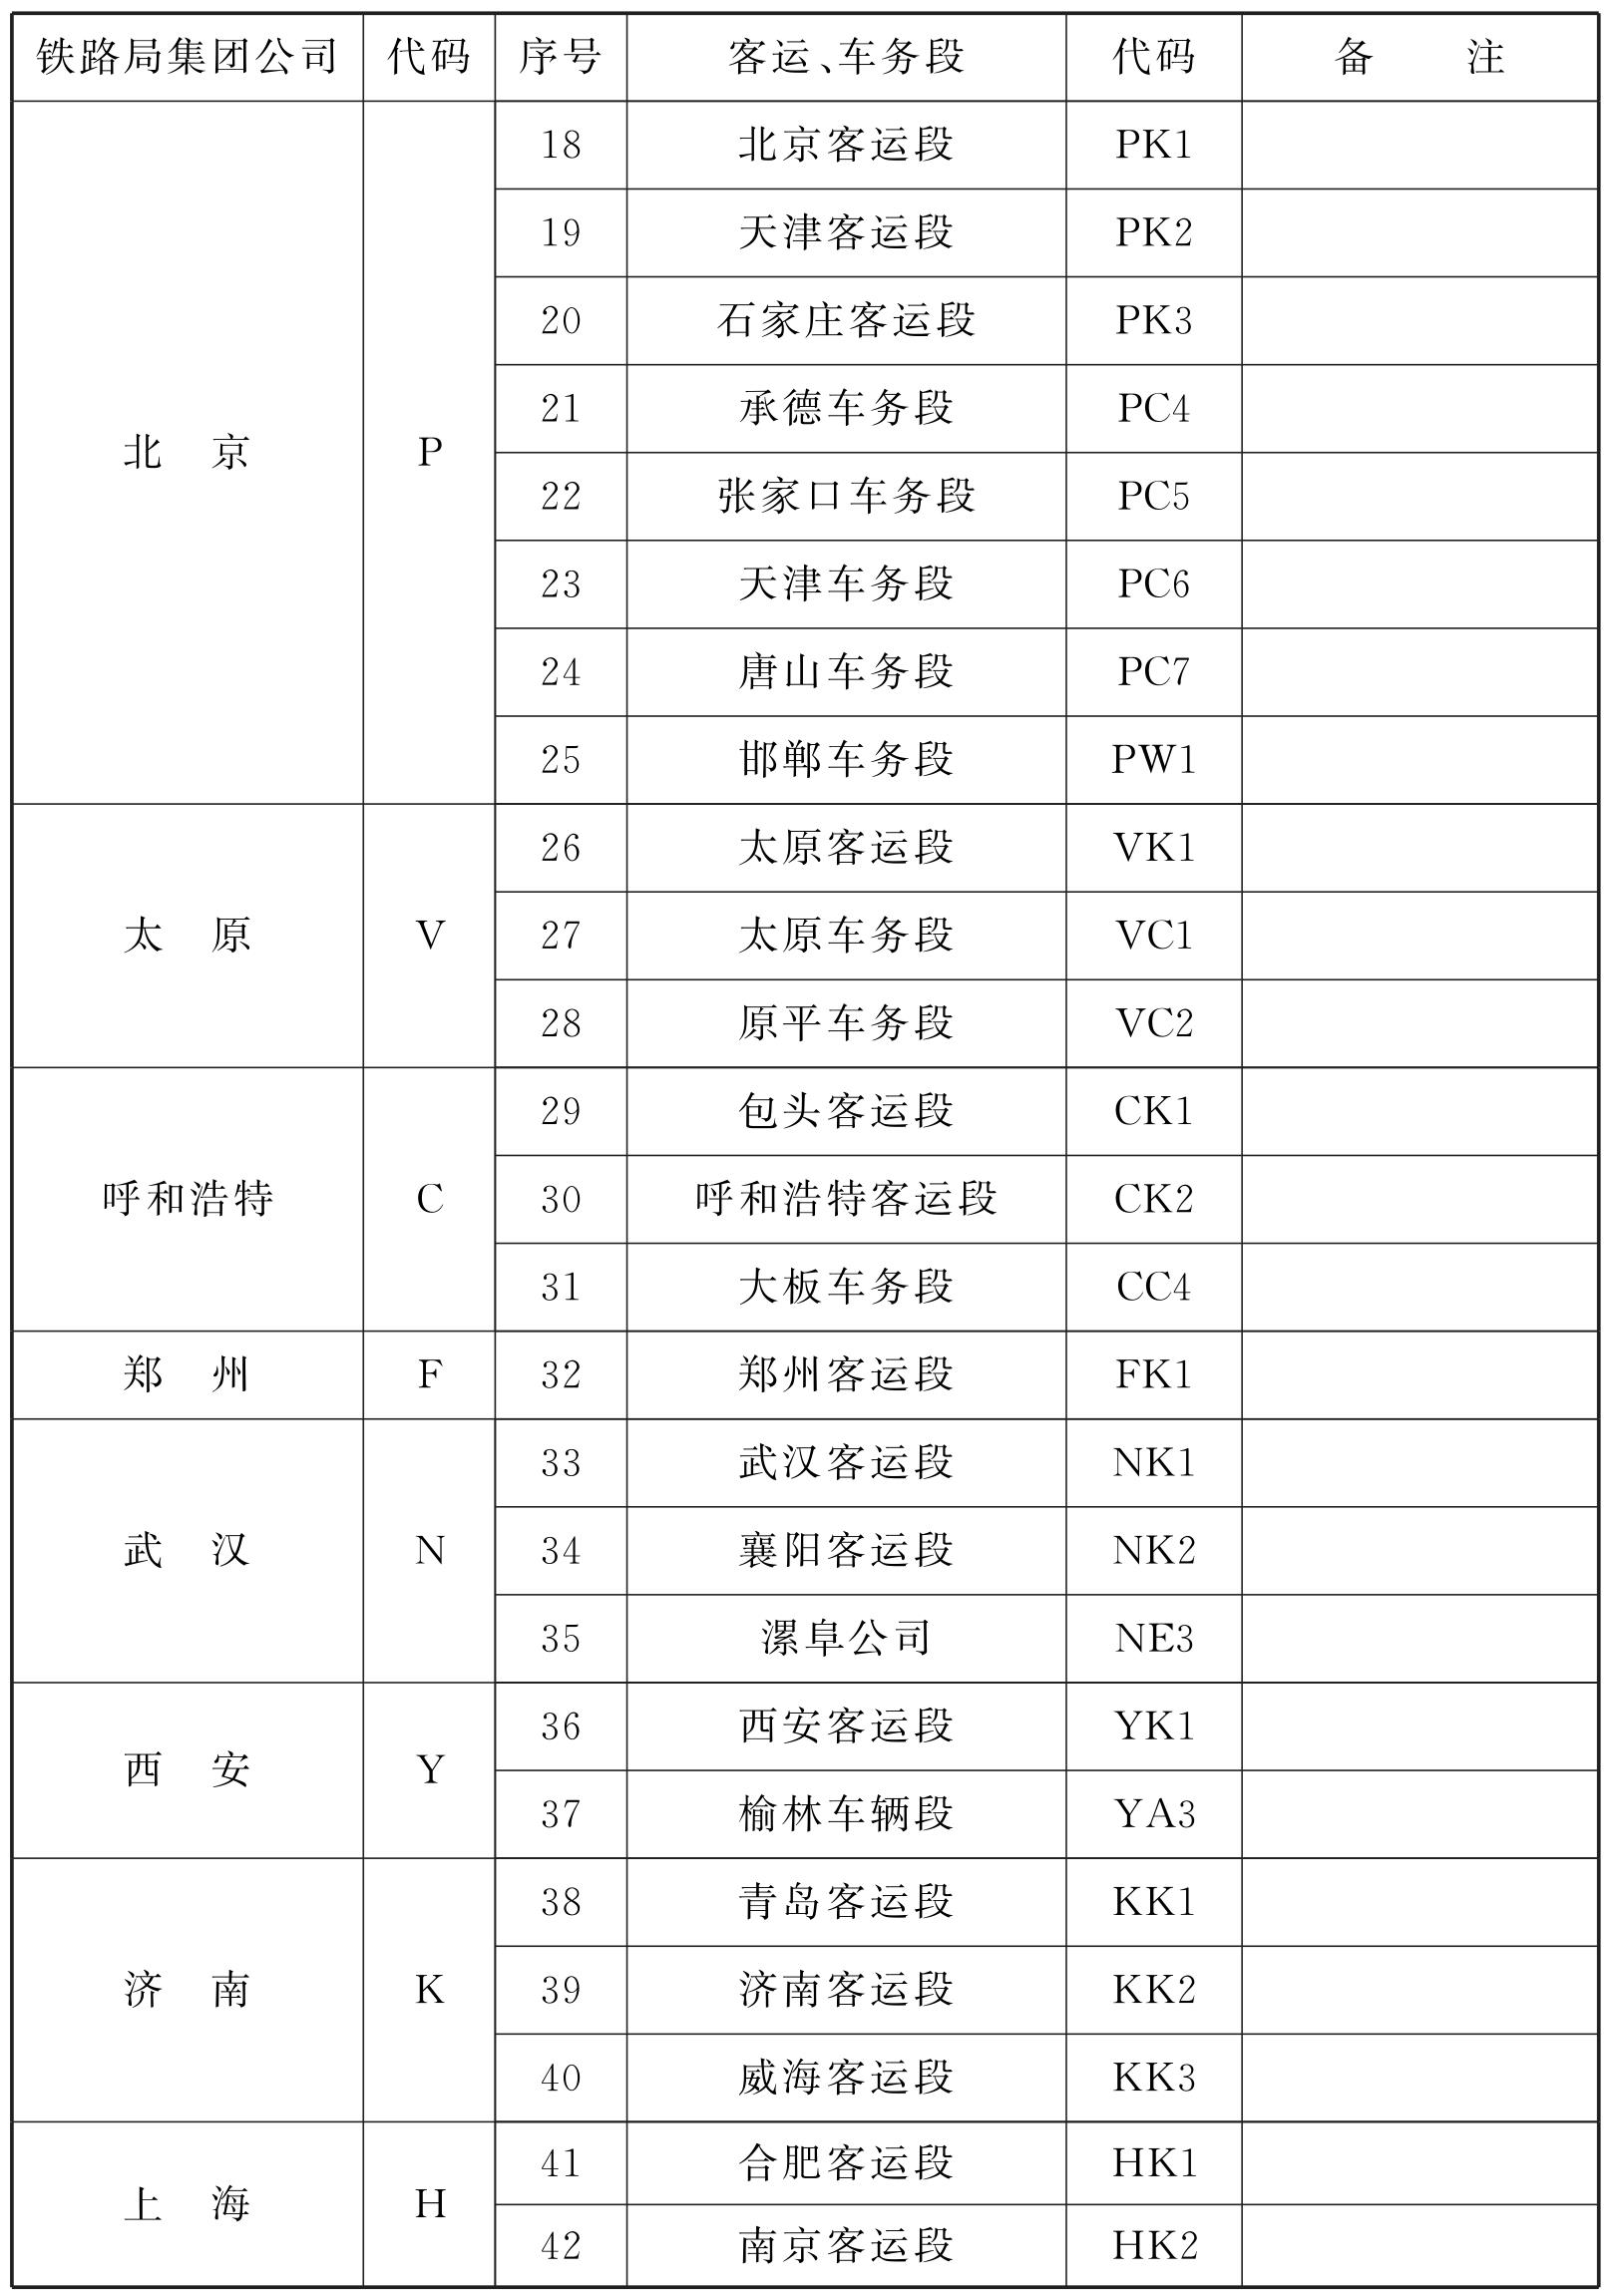 铁路局集团公司 代码 序号 客运、车务段 代码 备 注
北 京 P 18 北京客运段 PK1
19 天津客运段 PK2
20 石家庄客运段 PK3
21 承德车务段 PC4
22 张家口车务段 PC5
23 天津车务段 PC6
24 唐山车务段 PC7
25 邯郸车务段 PW1
太 原 V 26 太原客运段 VK1
27 太原车务段 VC1
28 原平车务段 VC2
呼和浩特 C 29 包头客运段 CK1
30 呼和浩特客运段 CK2
31 大板车务段 CC4
郑 州 F 32 郑州客运段 FK1
武 汉 N 33 武汉客运段 NK1
34 襄阳客运段 NK2
35 漯阜公司 NE3
西 安 Y 36 西安客运段 YK1
37 榆林车辆段 YA3
济 南 K 38 青岛客运段 KK1
39 济南客运段 KK2
40 威海客运段 KK3
上 海 H 41 合肥客运段 HK1
42 南京客运段 HK2